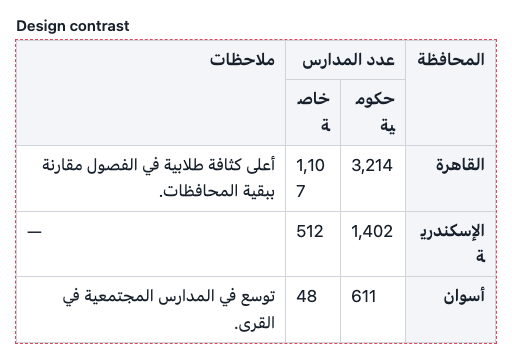 Design contrast
المحافظة
عدد المدارس
ملاحظات
حكوم
ية
خاص
ة
القاهرة
3,214
1,10
7
أعلى كثافة طلابية في الفصول مقارنة
ببقية المحافظات.
الإسكندري
ة
1,402
512
—
أسوان
611
48
توسع في المدارس المجتمعية في
القرى.